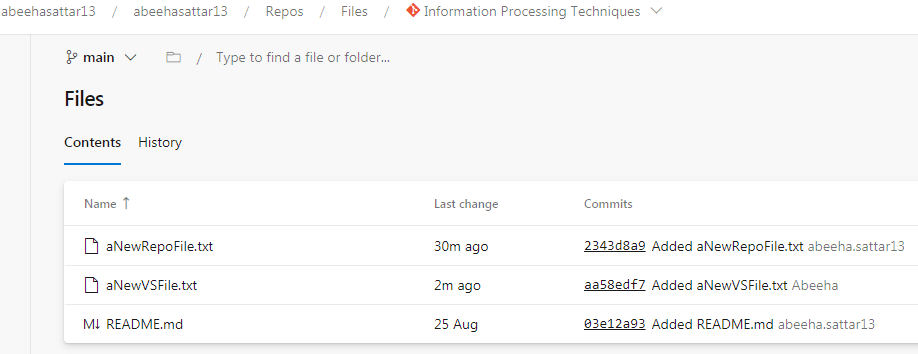 abeehasattar13 / abeehasattar13 / Repos / Files / Information Processing Techniques
main / Type to find a file or folder...
Files
Contents History
Name ↑ Last change Commits
aNewRepoFile.txt 30m ago 2343d8a9 Added aNewRepoFile.txt abeeha.sattar13
aNewVSFile.txt 2m ago aa58edf7 Added aNewVSFile.txt Abeeha
M↓ README.md 25 Aug 03e12a93 Added README.md abeeha.sattar13